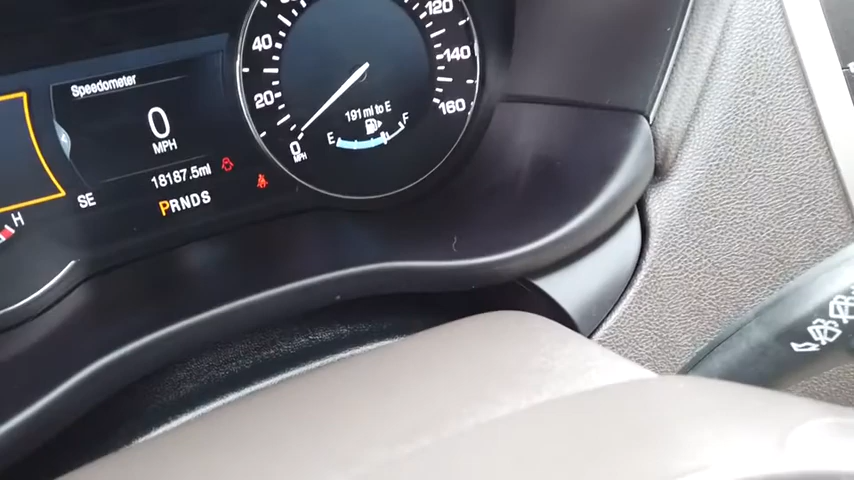 Speedometer
0
MPH
18187.5mi
SE
PRNDS
H
0
MPH
20
40
120
140
160
191 mi to E
E
F